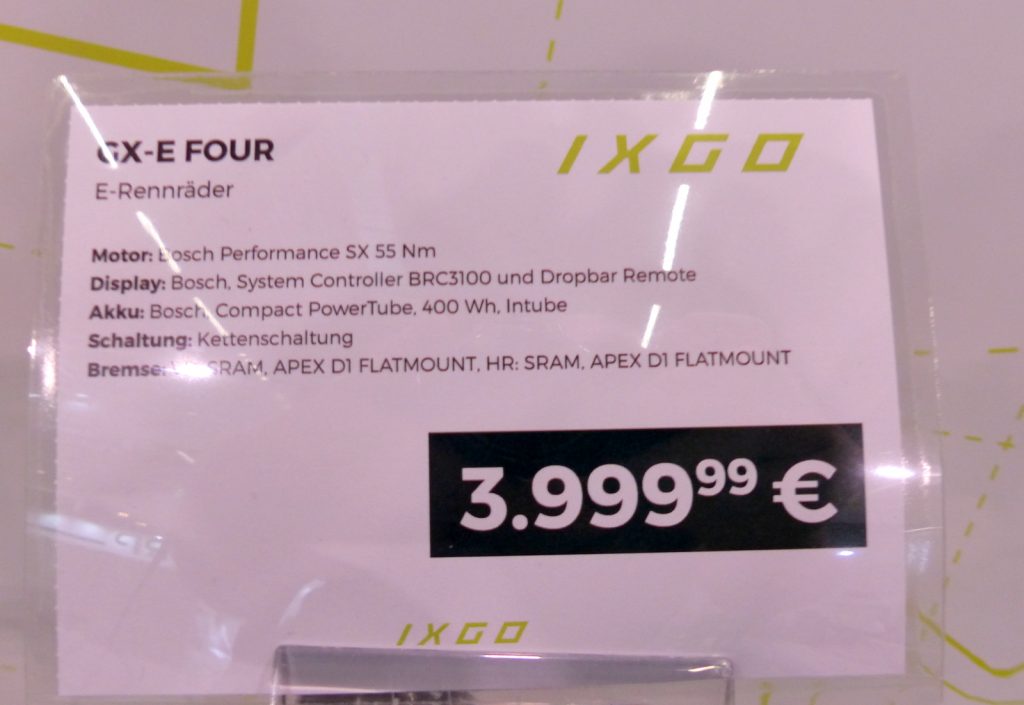 GX-E FOUR
IXGO
E-Rennräder
Motor: Bosch Performance SX 55 Nm
Display: Bosch, System Controller BRC3100 und Dropbar Remote
Akku: Bosch, Compact PowerTube, 400 Wh, Intube
Schaltung: Kettenschaltung
Bremse: SRAM, APEX D1 FLATMOUNT, HR: SRAM, APEX D1 FLATMOUNT
3.999⁹⁹ €
IXGO